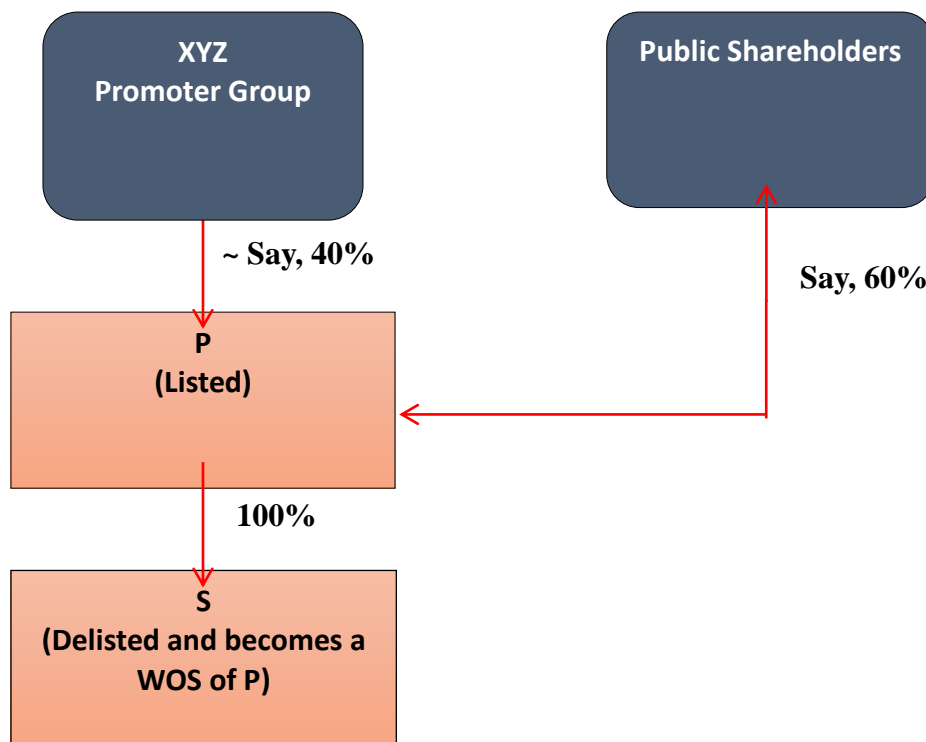 XYZ
Promoter Group
Public Shareholders
~ Say, 40%
Say, 60%
P
(Listed)
100%
S
(Delisted and becomes a
WOS of P)